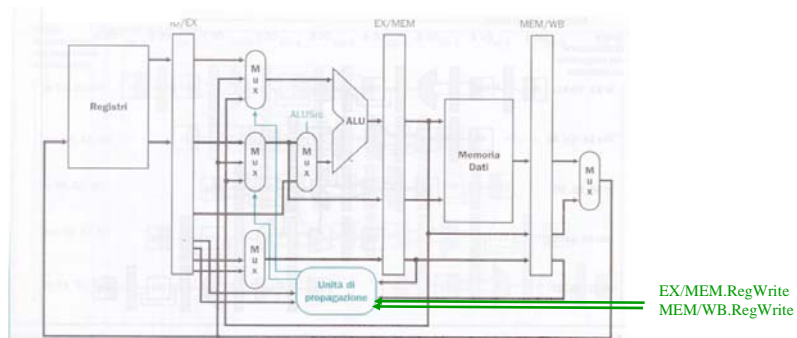 ID/EX
EX/MEM
MEM/WB
Registri
M
u
x
ALUSrc
M
u
x
M
u
x
ALU
Memoria
Dati
M
u
x
M
u
x
Unità di
propagazione
EX/MEM.RegWrite
MEM/WB.RegWrite